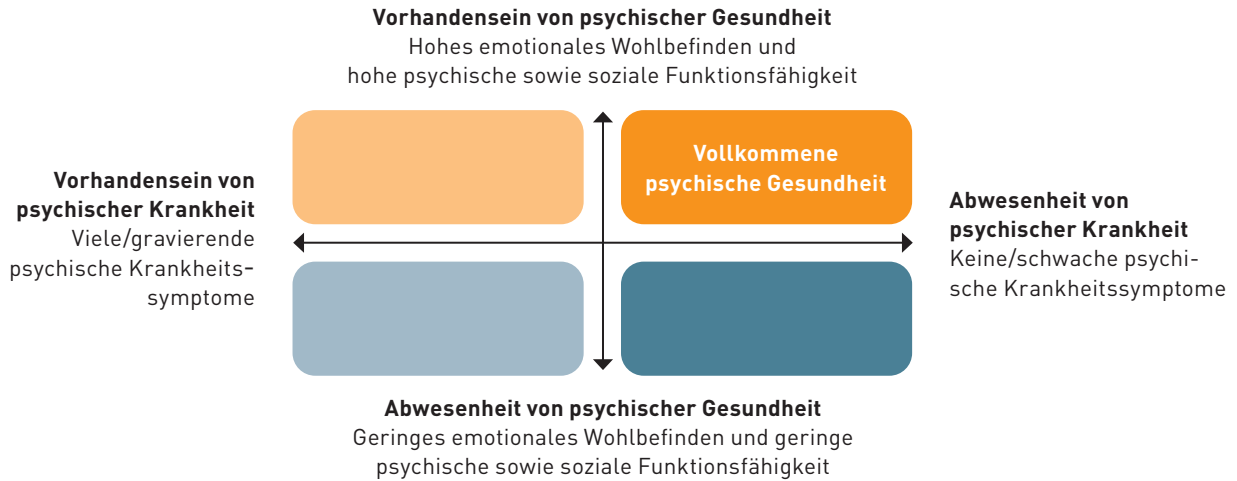 Vorhandensein von psychischer Gesundheit
Hohes emotionales Wohlbefinden und
hohe psychische sowie soziale Funktionsfähigkeit
Vollkommene
psychische Gesundheit
Vorhandensein von
psychischer Krankheit
Viele/gravierende
psychische Krankheits-
symptome
Abwesenheit von
psychischer Krankheit
Keine/schwache psychi-
sche Krankheitssymptome
Abwesenheit von psychischer Gesundheit
Geringes emotionales Wohlbefinden und geringe
psychische sowie soziale Funktionsfähigkeit